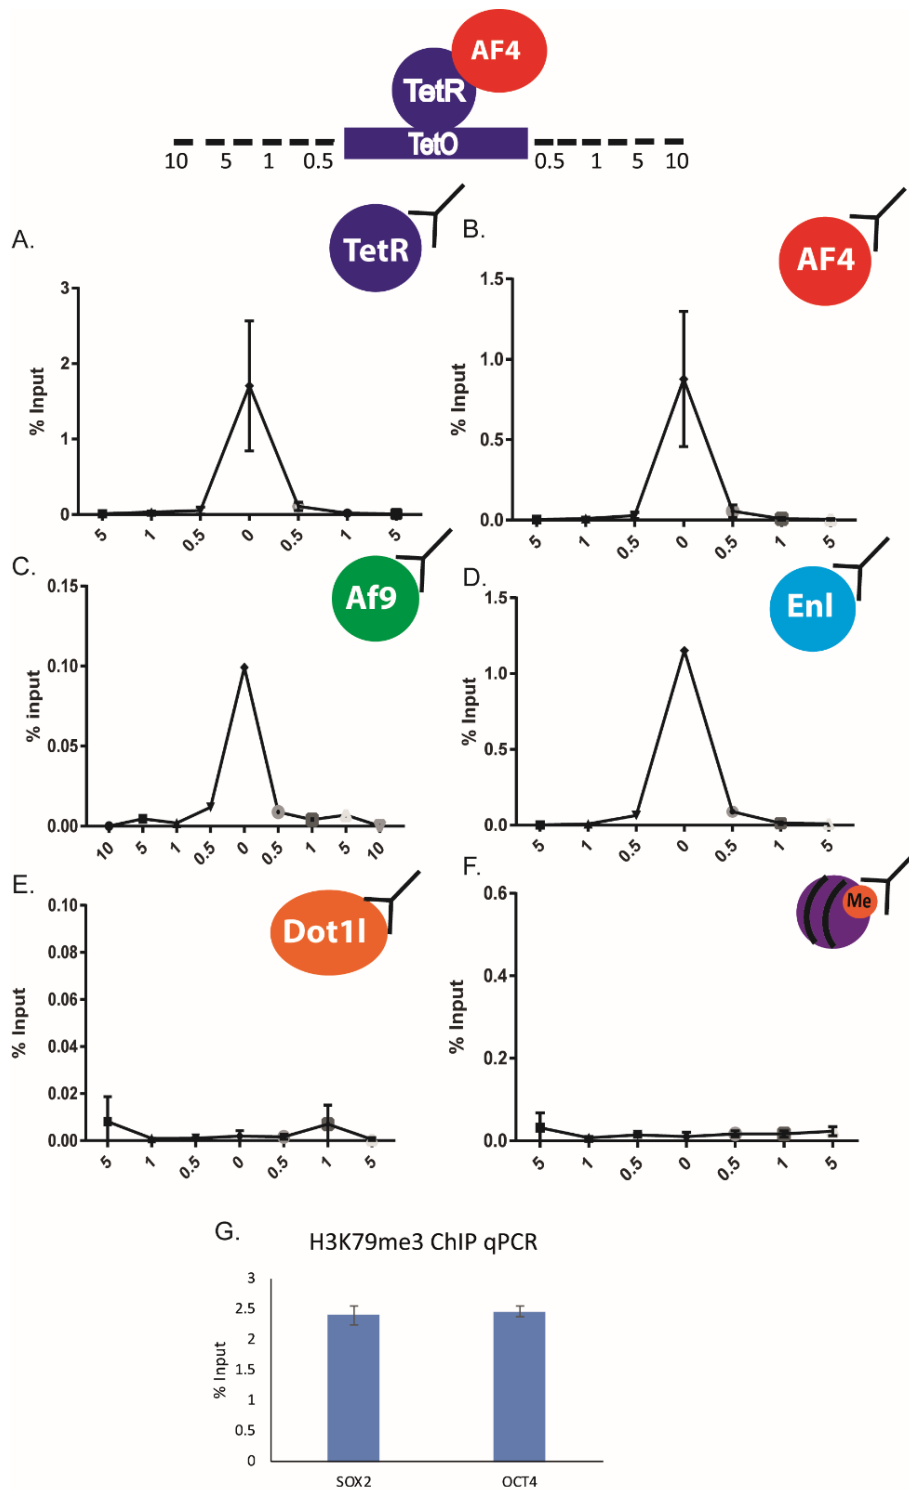 AF4
TetR
TetO
10 5 1 0.5 0.5 1 5 10
A.
TetR
% Input
3
2
1
0
5 1 0.5 0 0.5 1 5
B.
AF4
% Input
1.5
1.0
0.5
0.0
5 1 0.5 0 0.5 1 5
C.
Af9
% input
0.15
0.10
0.05
0.00
10 5 1 0.5 0 0.5 1 5 10
D.
Enl
% Input
1.5
1.0
0.5
0.0
5 1 0.5 0 0.5 1 5
E.
Dot1l
% Input
0.10
0.08
0.06
0.04
0.02
0.00
5 1 0.5 0 0.5 1 5
F.
Me
% Input
0.6
0.4
0.2
0.0
5 1 0.5 0 0.5 1 5
G.
H3K79me3 ChIP qPCR
% Input
3
2.5
2
1.5
1
0.5
0
SOX2 OCT4